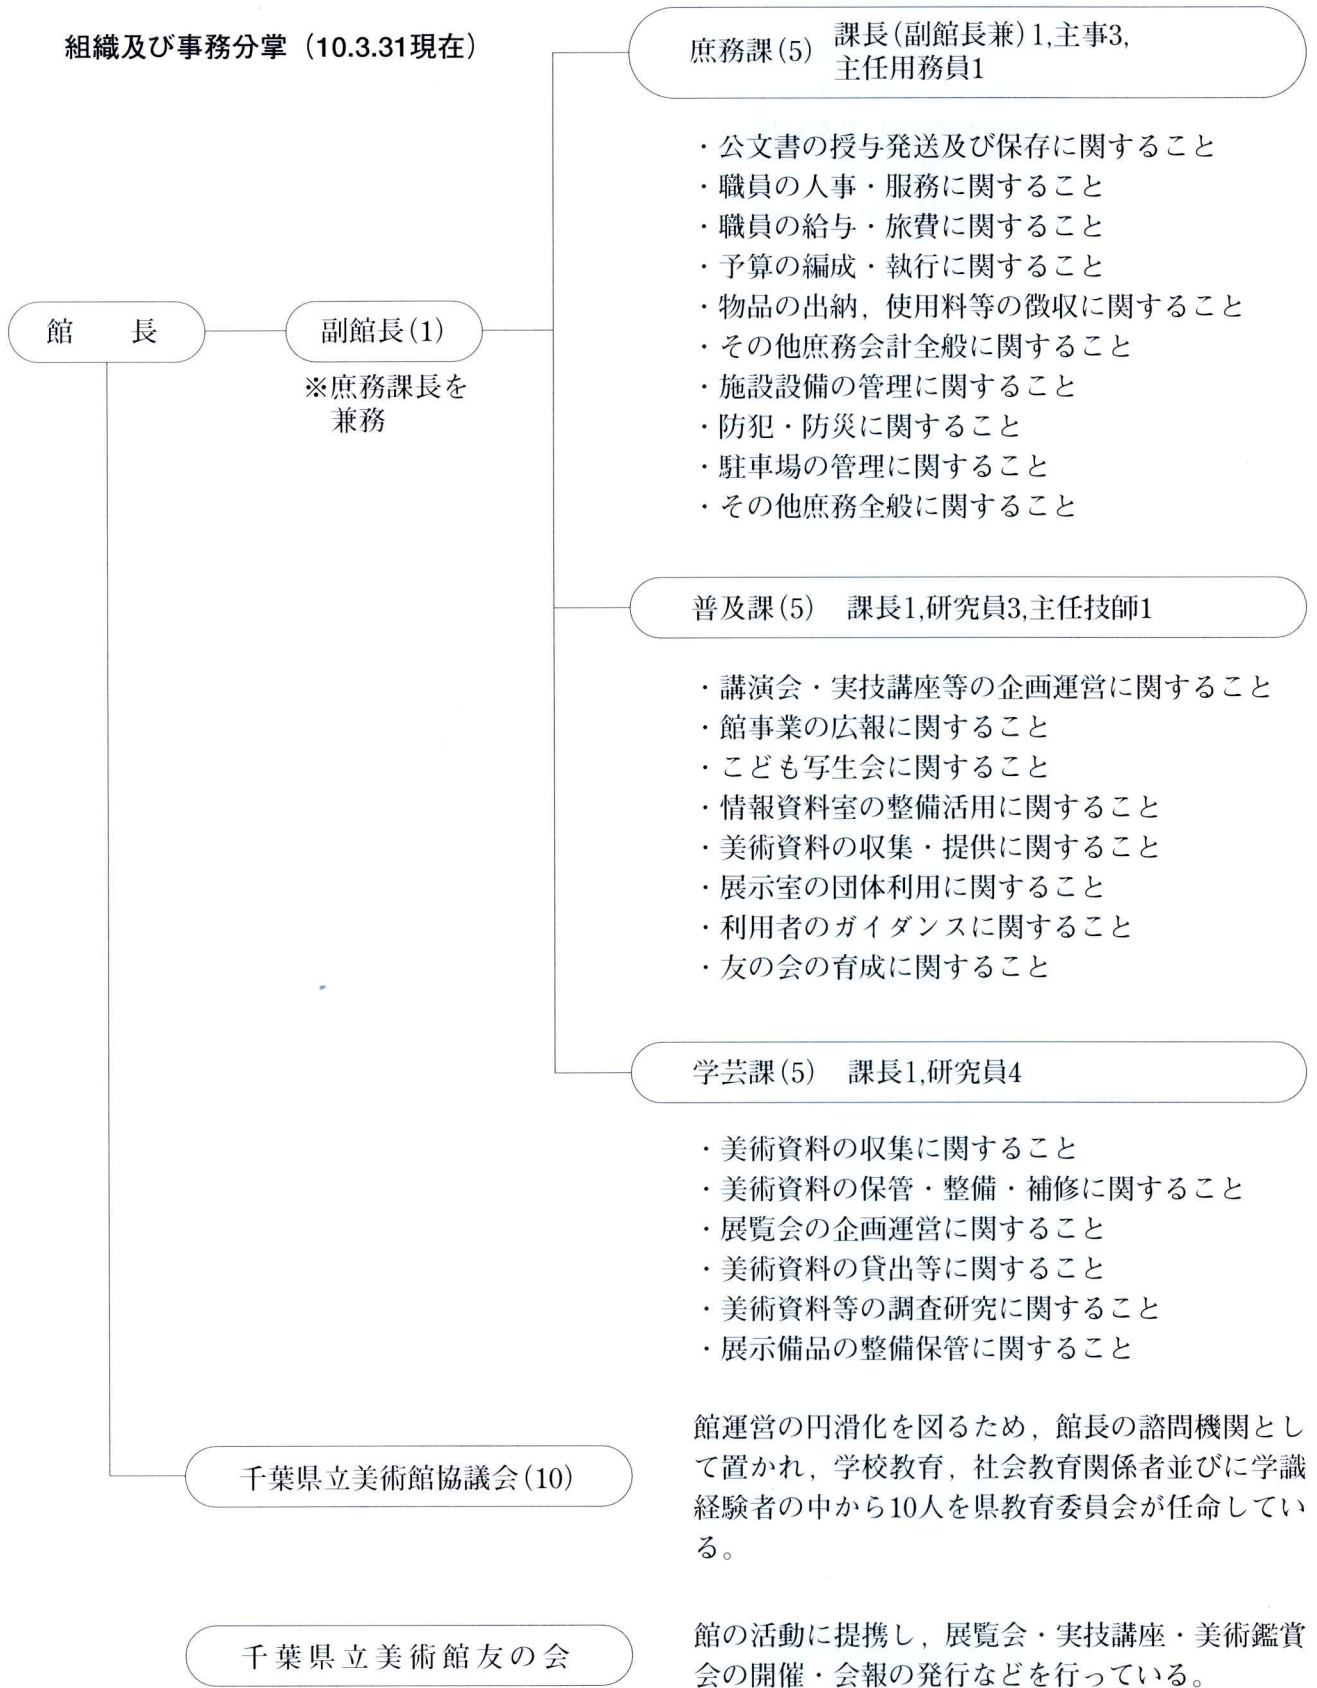 組織及び事務分掌（10.3.31現在）
館　長
副館長(1)
※庶務課長を
兼務
庶務課(5)　課長(副館長兼)1,主事3,
主任用務員1
・公文書の授与発送及び保存に関すること
・職員の人事・服務に関すること
・職員の給与・旅費に関すること
・予算の編成・執行に関すること
・物品の出納，使用料等の徴収に関すること
・その他庶務会計全般に関すること
・施設設備の管理に関すること
・防犯・防災に関すること
・駐車場の管理に関すること
・その他庶務全般に関すること
普及課(5)　課長1,研究員3,主任技師1
・講演会・実技講座等の企画運営に関すること
・館事業の広報に関すること
・こども写生会に関すること
・情報資料室の整備活用に関すること
・美術資料の収集・提供に関すること
・展示室の団体利用に関すること
・利用者のガイダンスに関すること
・友の会の育成に関すること
学芸課(5)　課長1,研究員4
・美術資料の収集に関すること
・美術資料の保管・整備・補修に関すること
・展覧会の企画運営に関すること
・美術資料の貸出等に関すること
・美術資料等の調査研究に関すること
・展示備品の整備保管に関すること
千葉県立美術館協議会(10)
館運営の円滑化を図るため，館長の諮問機関とし
て置かれ，学校教育，社会教育関係者並びに学識
経験者の中から10人を県教育委員会が任命してい
る。
千葉県立美術館友の会
館の活動に提携し，展覧会・実技講座・美術鑑賞
会の開催・会報の発行などを行っている。